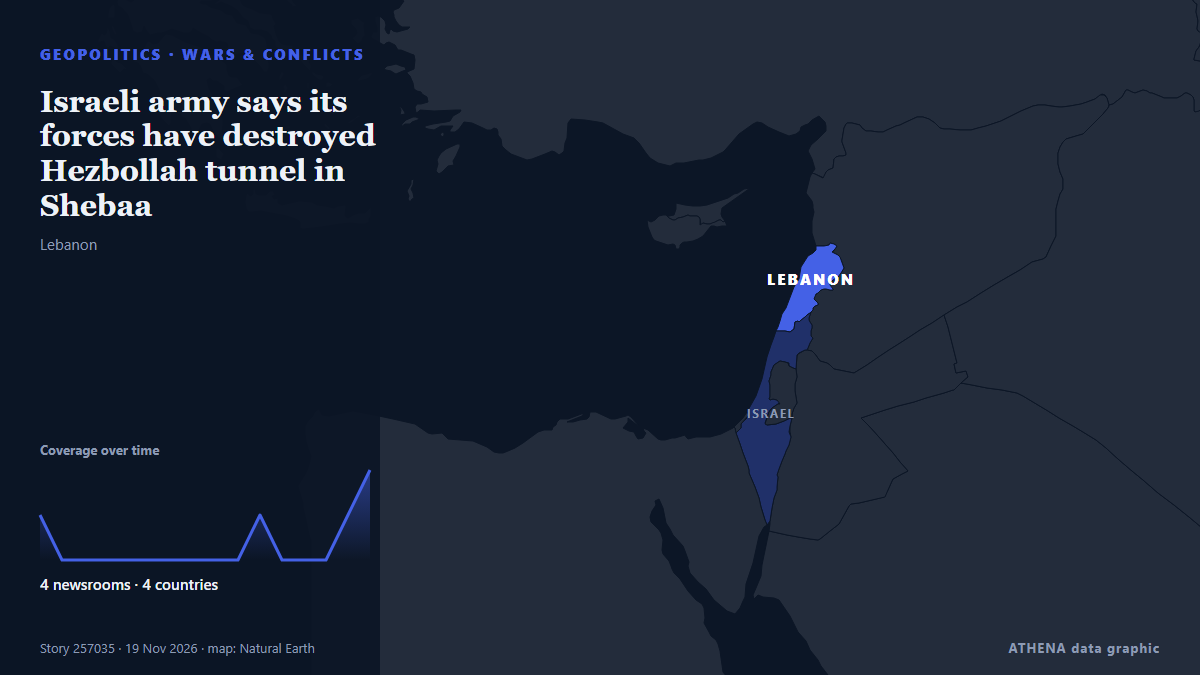 GEOPOLITICS · WARS & CONFLICTS
Israeli army says its
forces have destroyed
Hezbollah tunnel in
Shebaa
Lebanon
LEBANON
ISRAEL
Coverage over time
4 newsrooms · 4 countries
Story 257035 · 19 Nov 2026 · map: Natural Earth
ATHENA data graphic